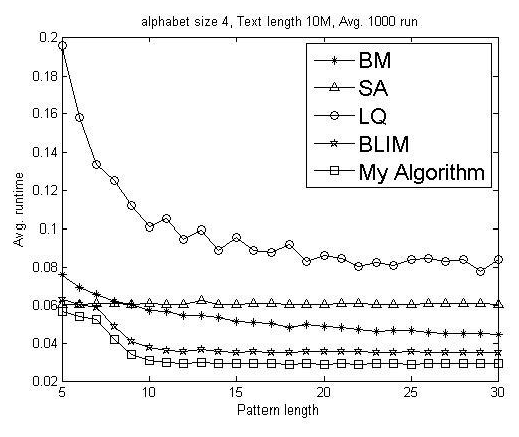 alphabet size 4, Text length 10M, Avg. 1000 run
0.2
0.18
0.16
0.14
0.12
0.1
0.08
0.06
0.04
0.02
Avg. runtime
BM
SA
LQ
BLIM
My Algorithm
5 10 15 20 25 30
Pattern length